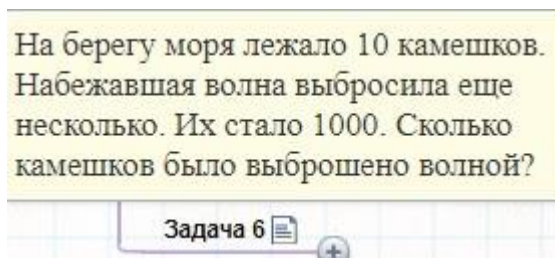 На берегу моря лежало 10 камешков.
Набежавшая волна выбросила еще
несколько. Их стало 1000. Сколько
камешков было выброшено волной?
Задача 6